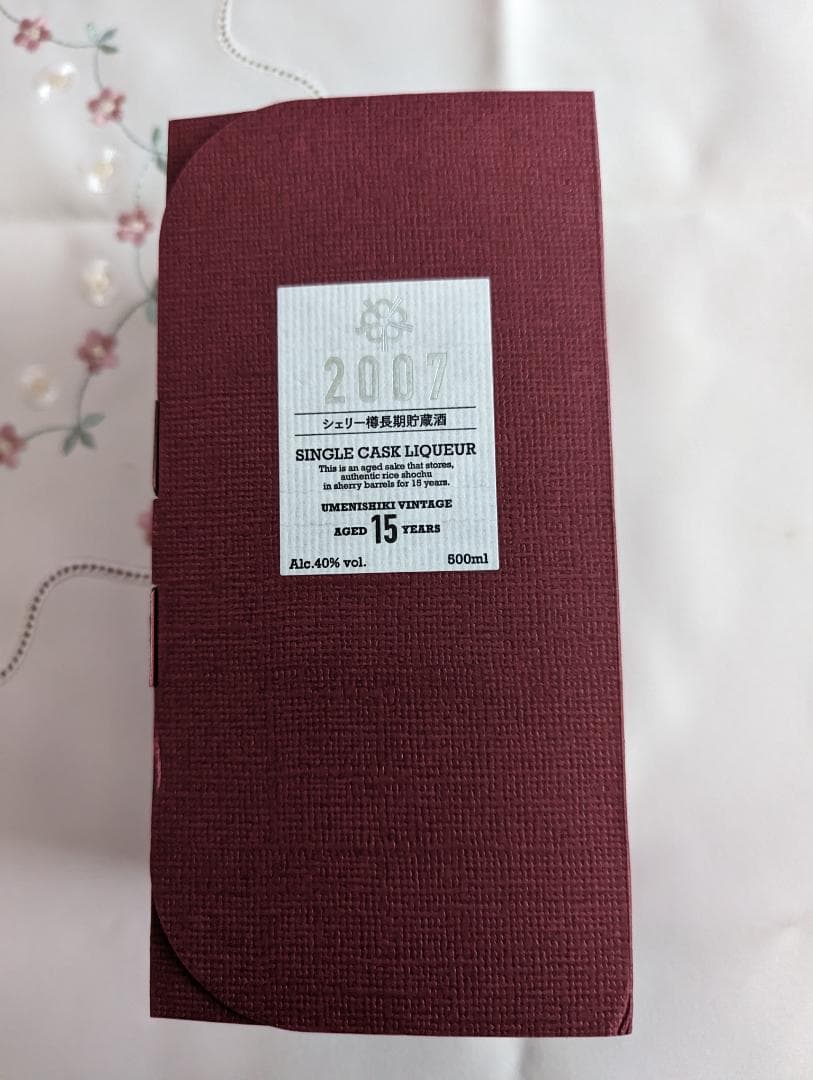 2007
シェリー樽長期貯蔵酒
SINGLE CASK LIQUEUR
This is an aged sake that stores,
authentic rice shochu
in sherry barrels for 15 years.
UMENISHIKI VINTAGE
AGED 15 YEARS
Alc.40% vol. 500ml